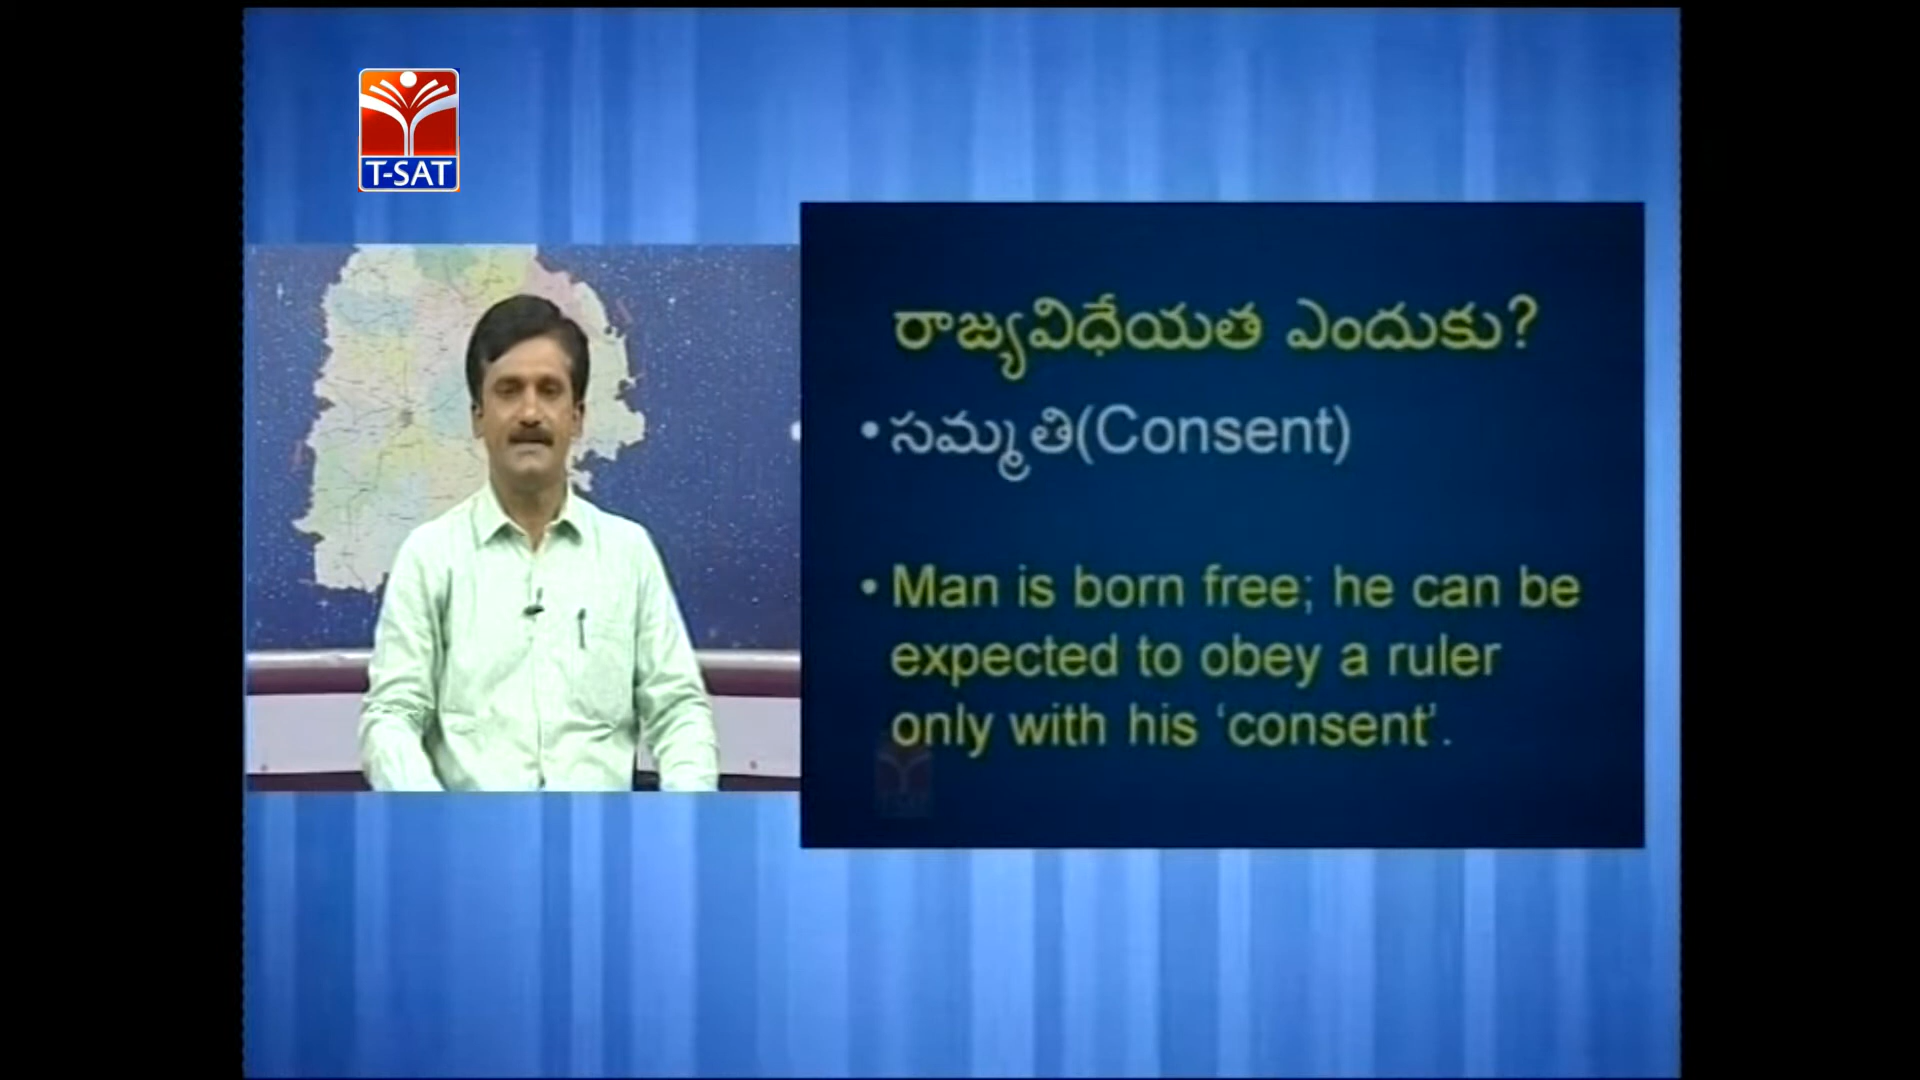 T-SAT
రాజ్యవిధేయత ఎందుకు?
• సమ్మతి(Consent)
• Man is born free; he can be
expected to obey a ruler
only with his ‘consent’.
T-SAT